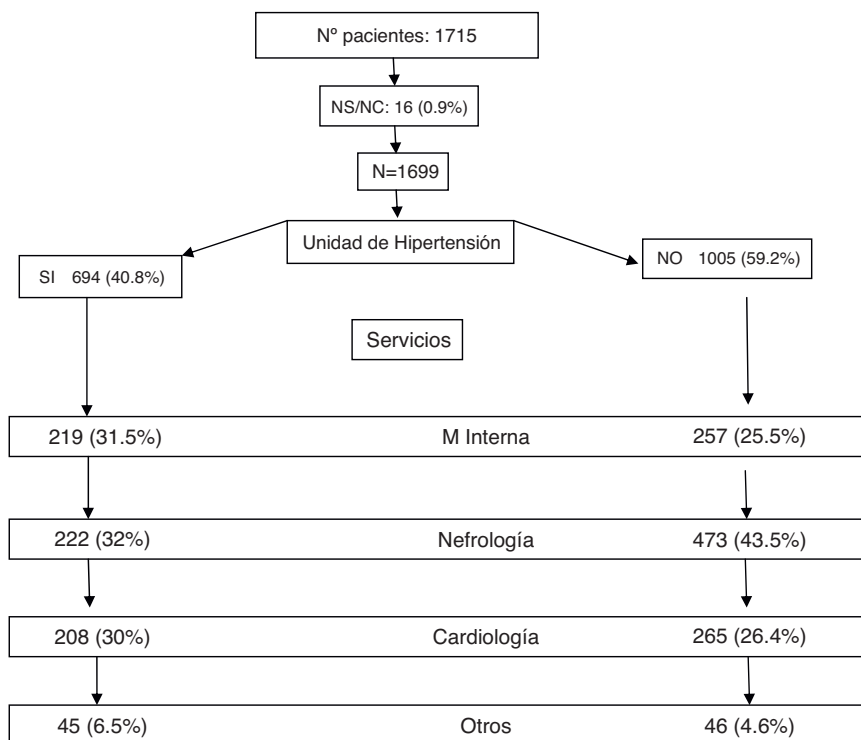 Nº pacientes: 1715
NS/NC: 16 (0.9%)
N=1699
Unidad de Hipertensión
SI 694 (40.8%)
NO 1005 (59.2%)
Servicios
219 (31.5%) M Interna 257 (25.5%)
222 (32%) Nefrología 473 (43.5%)
208 (30%) Cardiología 265 (26.4%)
45 (6.5%) Otros 46 (4.6%)